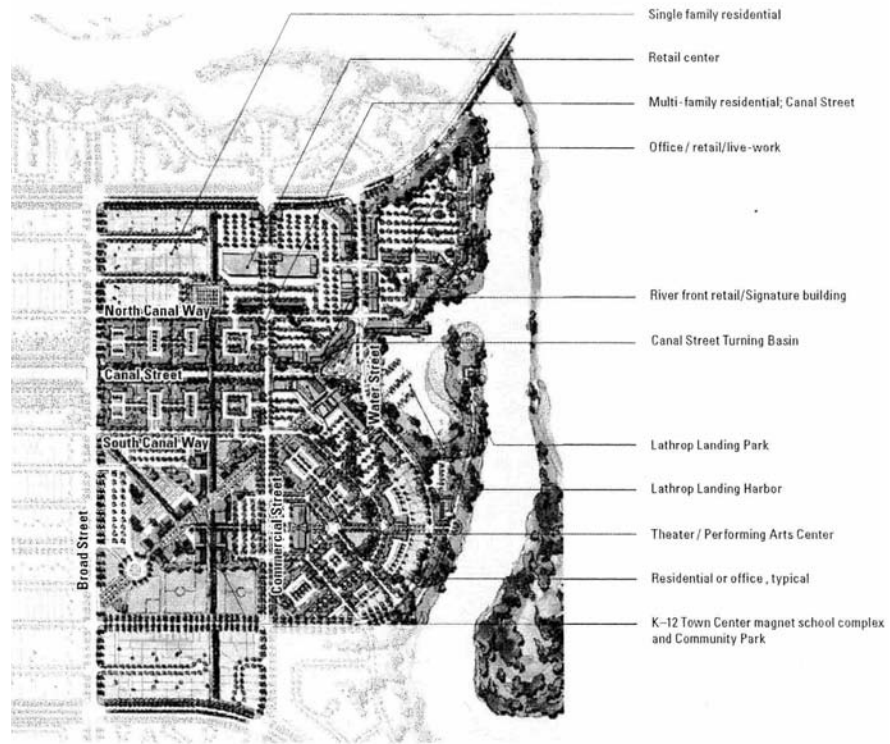 Single family residential
Retail center
Multi-family residential; Canal Street
Office / retail/live-work
River front retail/Signature building
North Canal Way
Canal Street Turning Basin
Canal Street
Water Street
South Canal Way
Lathrop Landing Park
Lathrop Landing Harbor
Commercial Street
Broad Street
Theater / Performing Arts Center
Residential or office , typical
K–12 Town Center magnet school complex
and Community Park